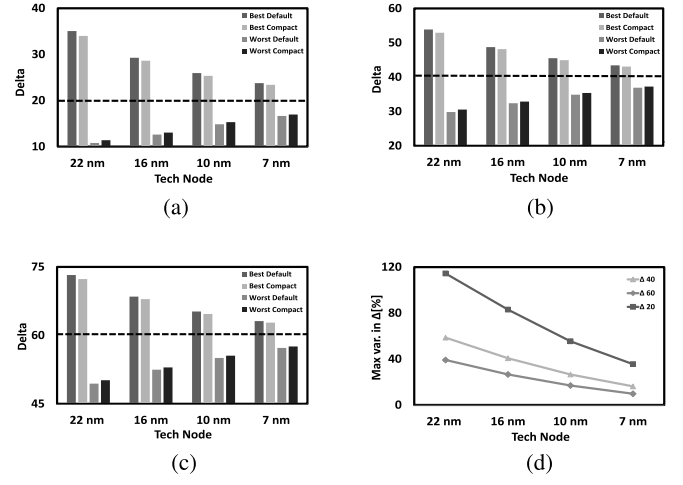 40
30
20
10
Delta
Best Default
Best Compact
Worst Default
Worst Compact
22 nm 16 nm 10 nm 7 nm
Tech Node
(a)
60
50
40
30
20
Delta
Best Default
Best Compact
Worst Default
Worst Compact
22 nm 16 nm 10 nm 7 nm
Tech Node
(b)
75
60
45
Delta
Best Default
Best Compact
Worst Default
Worst Compact
22 nm 16 nm 10 nm 7 nm
Tech Node
(c)
120
80
40
0
Max var. in Δ[%]
Δ 40
Δ 60
Δ 20
22 nm 16 nm 10 nm 7 nm
Tech Node
(d)